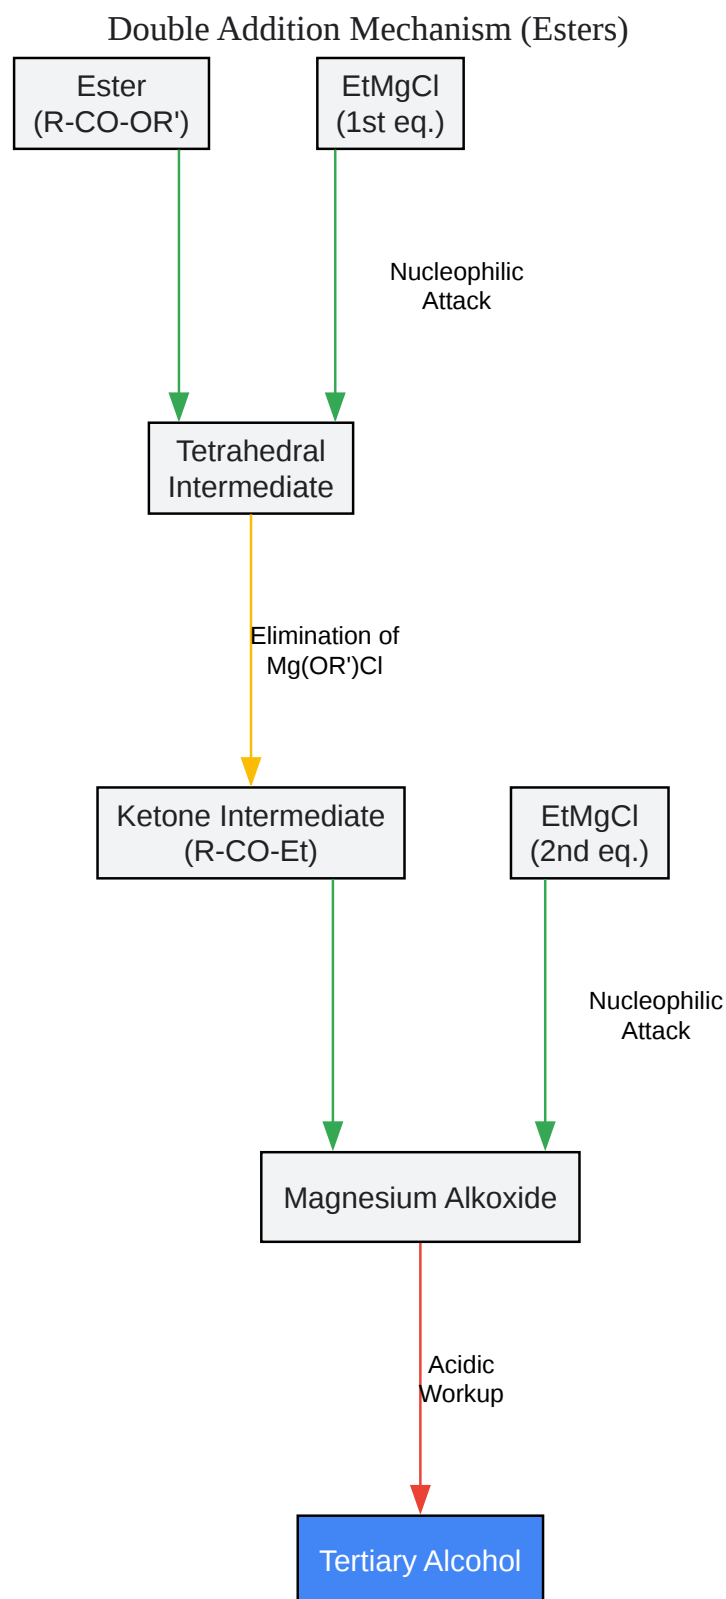 Double Addition Mechanism (Esters)
Ester
(R-CO-OR')
EtMgCl
(1st eq.)
Nucleophilic
Attack
Tetrahedral
Intermediate
Elimination of
Mg(OR')Cl
Ketone Intermediate
(R-CO-Et)
EtMgCl
(2nd eq.)
Nucleophilic
Attack
Magnesium Alkoxide
Acidic
Workup
Tertiary Alcohol